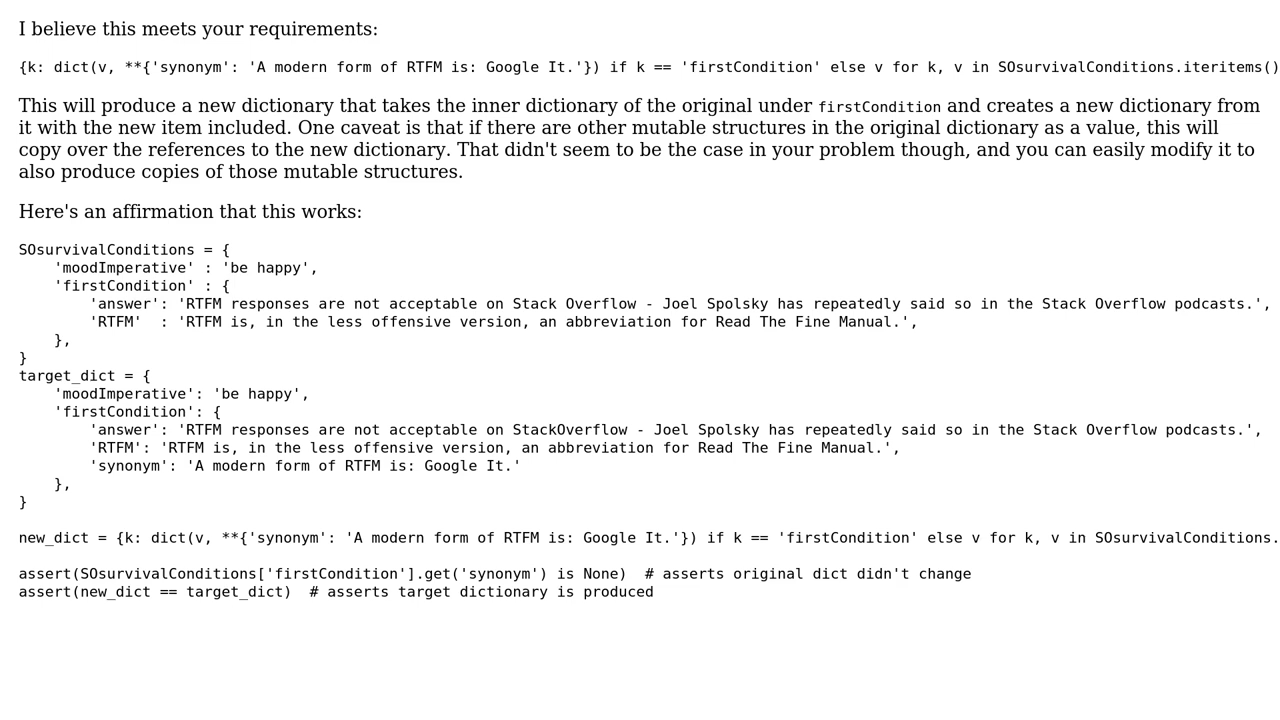 I believe this meets your requirements:
{k: dict(v, **{'synonym': 'A modern form of RTFM is: Google It.'}) if k == 'firstCondition' else v for k, v in SOsurvivalConditions.iteritems()
This will produce a new dictionary that takes the inner dictionary of the original under firstCondition and creates a new dictionary from
it with the new item included. One caveat is that if there are other mutable structures in the original dictionary as a value, this will
copy over the references to the new dictionary. That didn't seem to be the case in your problem though, and you can easily modify it to
also produce copies of those mutable structures.
Here's an affirmation that this works:
SOsurvivalConditions = {
    'moodImperative' : 'be happy',
    'firstCondition' : {
        'answer': 'RTFM responses are not acceptable on Stack Overflow - Joel Spolsky has repeatedly said so in the Stack Overflow podcasts.',
        'RTFM'  : 'RTFM is, in the less offensive version, an abbreviation for Read The Fine Manual.',
    },
}
target_dict = {
    'moodImperative': 'be happy',
    'firstCondition': {
        'answer': 'RTFM responses are not acceptable on StackOverflow - Joel Spolsky has repeatedly said so in the Stack Overflow podcasts.',
        'RTFM': 'RTFM is, in the less offensive version, an abbreviation for Read The Fine Manual.',
        'synonym': 'A modern form of RTFM is: Google It.'
    },
}
new_dict = {k: dict(v, **{'synonym': 'A modern form of RTFM is: Google It.'}) if k == 'firstCondition' else v for k, v in SOsurvivalConditions.
assert(SOsurvivalConditions['firstCondition'].get('synonym') is None)  # asserts original dict didn't change
assert(new_dict == target_dict)  # asserts target dictionary is produced